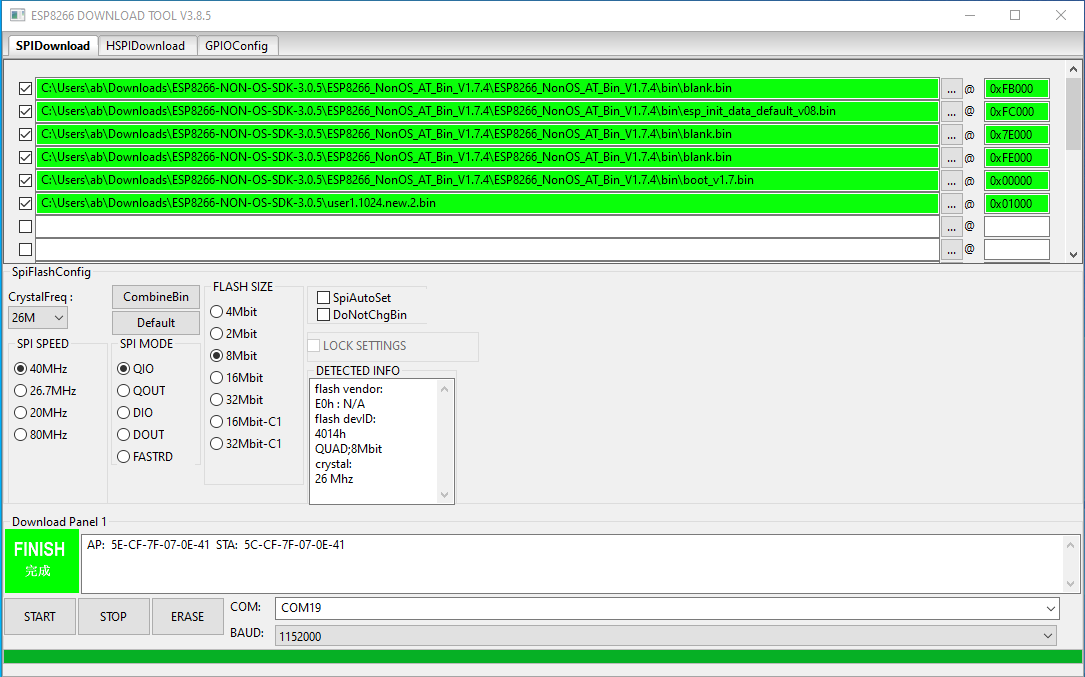 ESP8266 DOWNLOAD TOOL V3.8.5
SPIDownload HSPIDownload GPIOConfig
C:\Users\ab\Downloads\ESP8266-NON-OS-SDK-3.0.5\ESP8266_NonOS_AT_Bin_V1.7.4\ESP8266_NonOS_AT_Bin_V1.7.4\bin\blank.bin ... @ 0xFB000
C:\Users\ab\Downloads\ESP8266-NON-OS-SDK-3.0.5\ESP8266_NonOS_AT_Bin_V1.7.4\ESP8266_NonOS_AT_Bin_V1.7.4\bin\esp_init_data_default_v08.bin ... @ 0xFC000
C:\Users\ab\Downloads\ESP8266-NON-OS-SDK-3.0.5\ESP8266_NonOS_AT_Bin_V1.7.4\ESP8266_NonOS_AT_Bin_V1.7.4\bin\blank.bin ... @ 0x7E000
C:\Users\ab\Downloads\ESP8266-NON-OS-SDK-3.0.5\ESP8266_NonOS_AT_Bin_V1.7.4\ESP8266_NonOS_AT_Bin_V1.7.4\bin\blank.bin ... @ 0xFE000
C:\Users\ab\Downloads\ESP8266-NON-OS-SDK-3.0.5\ESP8266_NonOS_AT_Bin_V1.7.4\ESP8266_NonOS_AT_Bin_V1.7.4\bin\boot_v1.7.bin ... @ 0x00000
C:\Users\ab\Downloads\ESP8266-NON-OS-SDK-3.0.5\user1.1024.new.2.bin ... @ 0x01000
... @
... @
SpiFlashConfig
CrystalFreq :
26M
CombineBin
Default
SPI SPEED
40MHz
26.7MHz
20MHz
80MHz
SPI MODE
QIO
QOUT
DIO
DOUT
FASTRD
FLASH SIZE
4Mbit
2Mbit
8Mbit
16Mbit
32Mbit
16Mbit-C1
32Mbit-C1
SpiAutoSet
DoNotChgBin
LOCK SETTINGS
DETECTED INFO
flash vendor:
E0h : N/A
flash devID:
4014h
QUAD;8Mbit
crystal:
26 Mhz
Download Panel 1
FINISH
完成
AP: 5E-CF-7F-07-0E-41 STA: 5C-CF-7F-07-0E-41
START STOP ERASE
COM: COM19
BAUD: 1152000